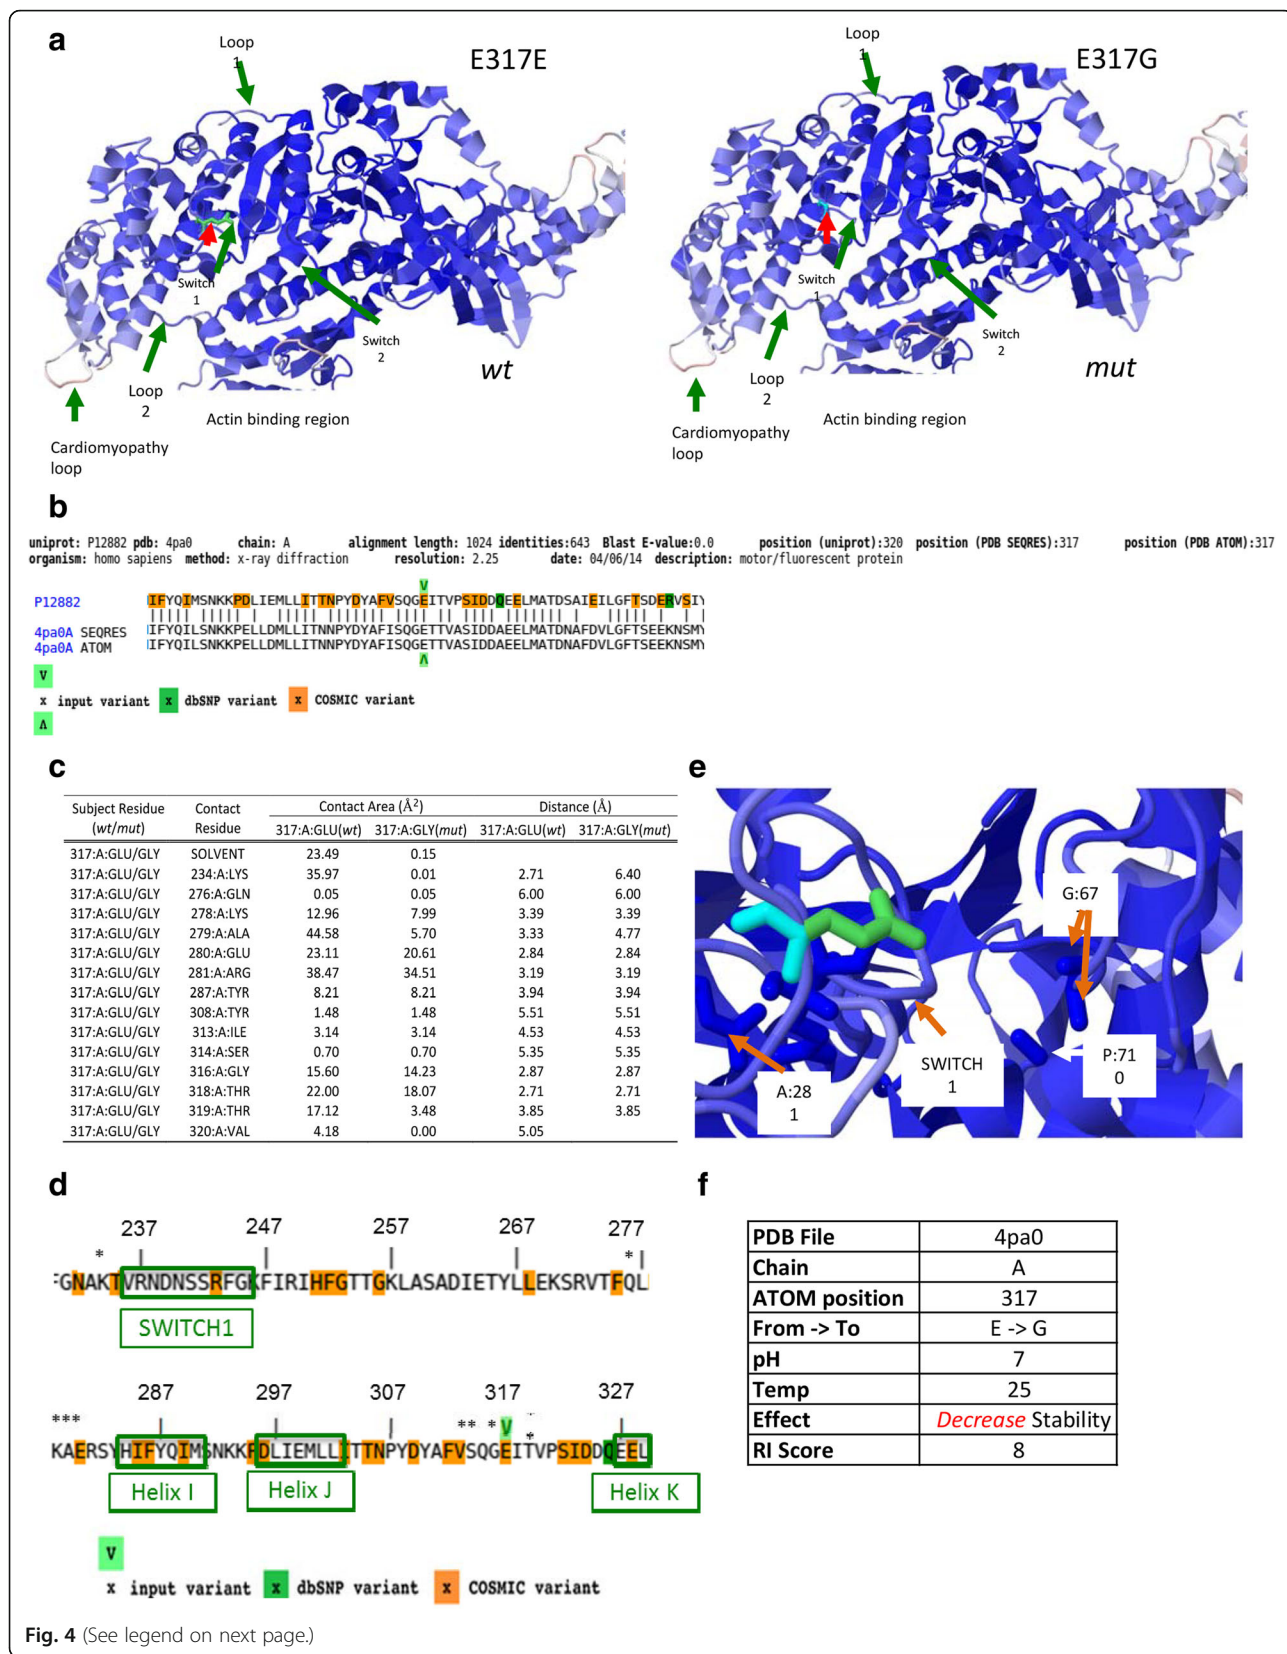 a
Loop
1
E317E
Switch
1
Switch
2
wt
Loop
2
Actin binding region
Cardiomyopathy
loop
Loop
1
E317G
Switch
1
Switch
2
mut
Loop
2
Actin binding region
Cardiomyopathy
loop
b
uniprot: P12882 pdb: 4pa0 chain: A alignment length: 1024 identities:643 Blast E-value:0.0 position (uniprot):320 position (PDB SEQRES):317 position (PDB ATOM):317
organism: homo sapiens method: x-ray diffraction resolution: 2.25 date: 04/06/14 description: motor/fluorescent protein
V
P12882 IFYQIMSNKKPDLIEMLLITTNPYDYAFVSQGEITVPSIDDQEELMATDSAIEILGFTSDERVSIY
4pa0A SEQRES IFYQILSNKKPELLDMLLITNNPYDYAFISQGETTVASIDDAEELMATDNAFDVLGFTSEEKNSMY
4pa0A ATOM IFYQILSNKKPELLDMLLITNNPYDYAFISQGETTVASIDDAEELMATDNAFDVLGFTSEEKNSMY
Λ
V
x input variant x dbSNP variant x COSMIC variant
Λ
c
Subject Residue (wt/mut) Contact Residue Contact Area (Å²) Distance (Å)
317:A:GLU(wt) 317:A:GLY(mut) 317:A:GLU(wt) 317:A:GLY(mut)
317:A:GLU/GLY SOLVENT 23.49 0.15
317:A:GLU/GLY 234:A:LYS 35.97 0.01 2.71 6.40
317:A:GLU/GLY 276:A:GLN 0.05 0.05 6.00 6.00
317:A:GLU/GLY 278:A:LYS 12.96 7.99 3.39 3.39
317:A:GLU/GLY 279:A:ALA 44.58 5.70 3.33 4.77
317:A:GLU/GLY 280:A:GLU 23.11 20.61 2.84 2.84
317:A:GLU/GLY 281:A:ARG 38.47 34.51 3.19 3.19
317:A:GLU/GLY 287:A:TYR 8.21 8.21 3.94 3.94
317:A:GLU/GLY 308:A:TYR 1.48 1.48 5.51 5.51
317:A:GLU/GLY 313:A:ILE 3.14 3.14 4.53 4.53
317:A:GLU/GLY 314:A:SER 0.70 0.70 5.35 5.35
317:A:GLU/GLY 316:A:GLY 15.60 14.23 2.87 2.87
317:A:GLU/GLY 318:A:THR 22.00 18.07 2.71 2.71
317:A:GLU/GLY 319:A:THR 17.12 3.48 3.85 3.85
317:A:GLU/GLY 320:A:VAL 4.18 0.00 5.05
e
G:67
A:28
1
SWITCH
1
P:71
0
d
237 247 257 267 277
* *
GNAKTVRNDNSSRFGKFIRIHFGTTGKLASADIETYLLEKSRVTFQL
SWITCH1
287 297 307 317 327
*** ** * V *
KAERSYHIFYQIMSNKKPDLIEMLLITTNPYDYAFVSQGEITVPSIDDQEEL
Helix I Helix J Helix K
V
x input variant x dbSNP variant x COSMIC variant
f
PDB File 4pa0
Chain A
ATOM position 317
From -> To E -> G
pH 7
Temp 25
Effect Decrease Stability
RI Score 8
Fig. 4 (See legend on next page.)